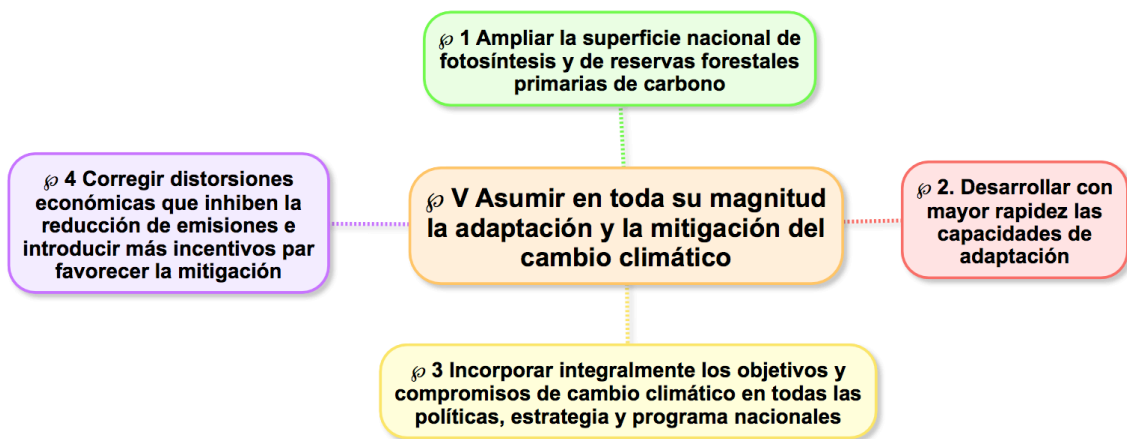 ℘ 1 Ampliar la superficie nacional de
fotosíntesis y de reservas forestales
primarias de carbono
℘ 4 Corregir distorsiones
económicas que inhiben la
reducción de emisiones e
introducir más incentivos par
favorecer la mitigación
℘ V Asumir en toda su magnitud
la adaptación y la mitigación del
cambio climático
℘ 2. Desarrollar con
mayor rapidez las
capacidades de
adaptación
℘ 3 Incorporar integralmente los objetivos y
compromisos de cambio climático en todas las
políticas, estrategia y programa nacionales